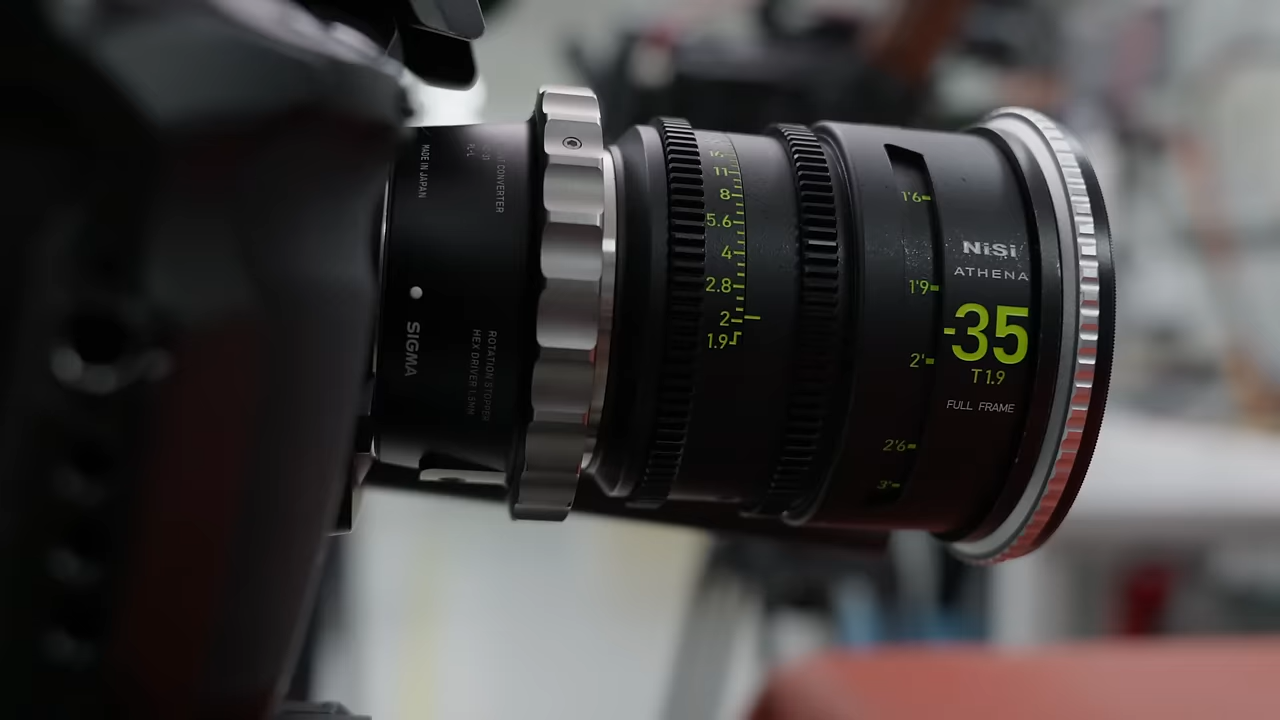 MADE IN JAPAN
PL-L
CONVERTER
SIGMA
ROTATION STOPPER
HEX DRIVER 1.5MM
11
8
5.6
4
2.8
2
1.9
1'6
1'9
2'
2'6
3'
NiSi
ATHENA
35
T1.9
FULL FRAME